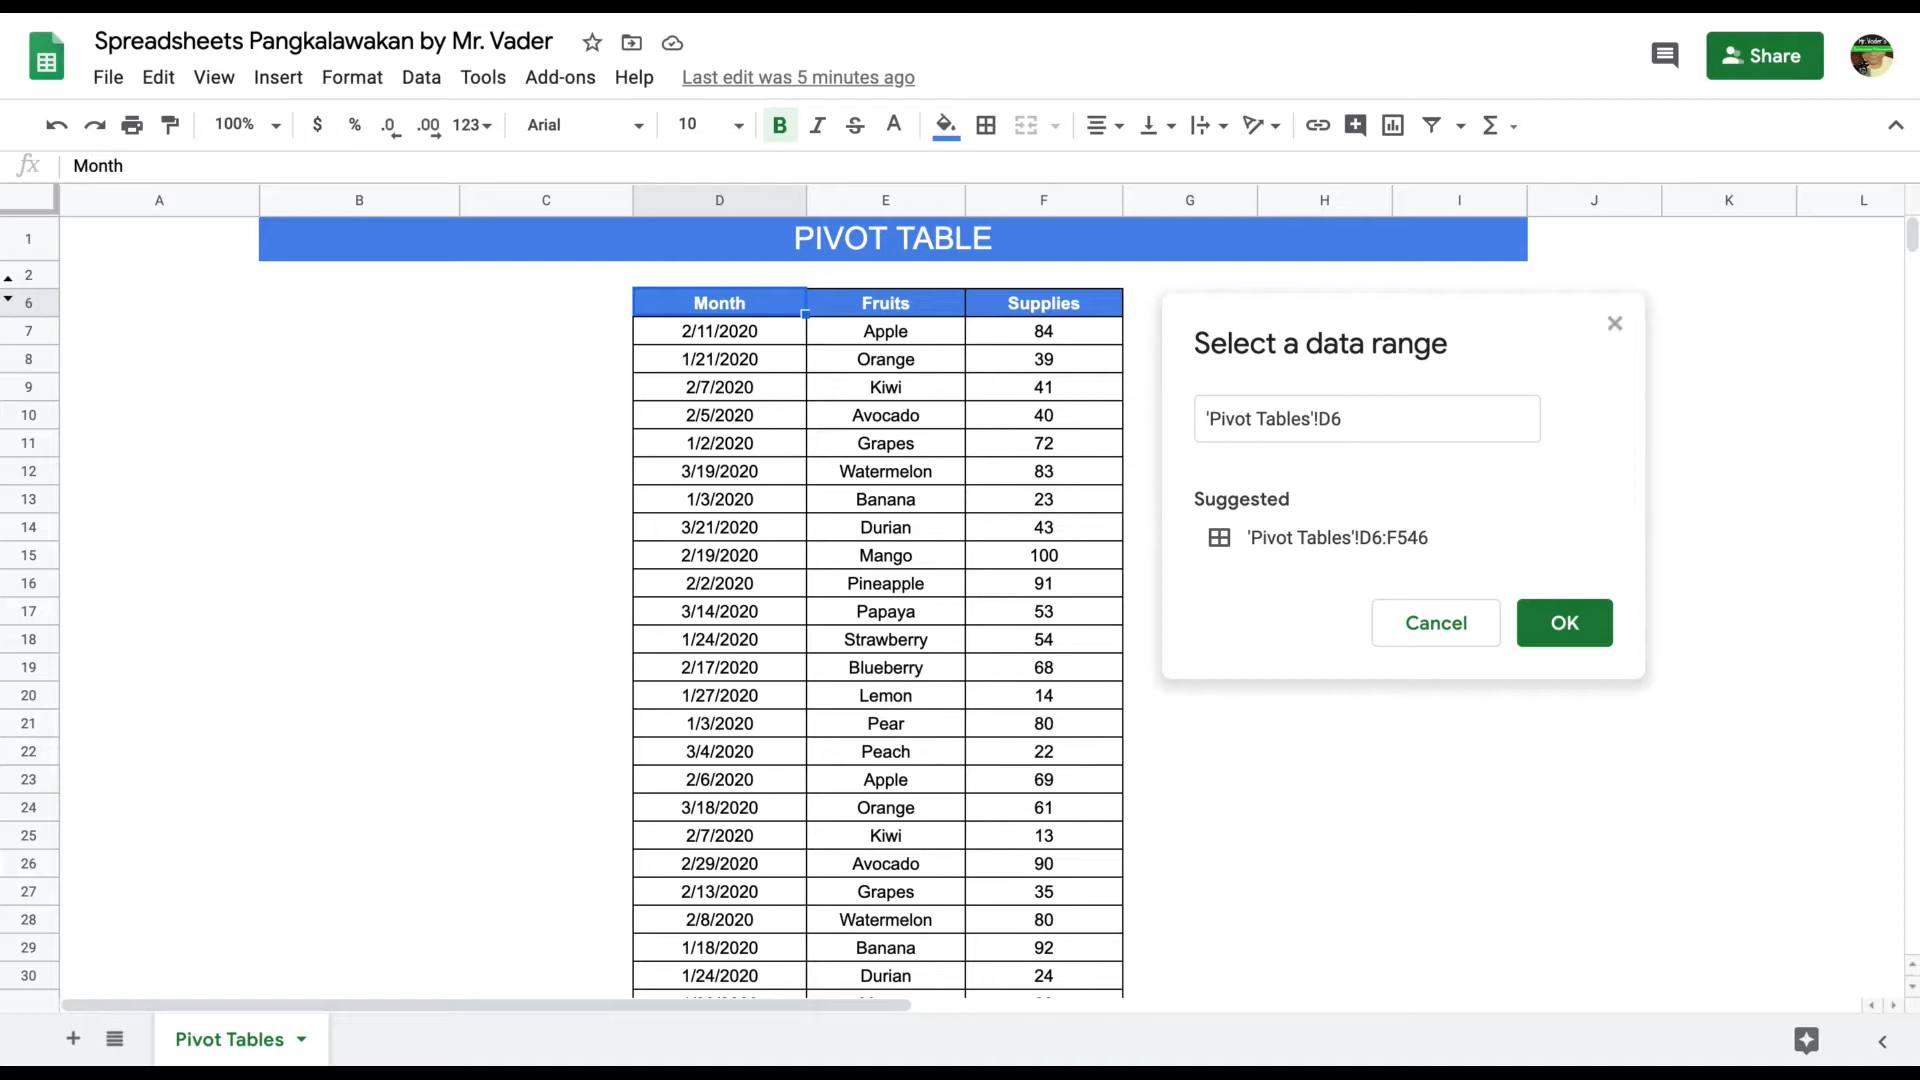 Spreadsheets Pangkalawakan by Mr. Vader
File Edit View Insert Format Data Tools Add-ons Help Last edit was 5 minutes ago
Share
100% $ % .0 .00 123 Arial 10 B I S A Σ
fx Month
A B C D E F G H I J K L
1 PIVOT TABLE
2
6 Month Fruits Supplies
7 2/11/2020 Apple 84
8 1/21/2020 Orange 39
9 2/7/2020 Kiwi 41
10 2/5/2020 Avocado 40
11 1/2/2020 Grapes 72
12 3/19/2020 Watermelon 83
13 1/3/2020 Banana 23
14 3/21/2020 Durian 43
15 2/19/2020 Mango 100
16 2/2/2020 Pineapple 91
17 3/14/2020 Papaya 53
18 1/24/2020 Strawberry 54
19 2/17/2020 Blueberry 68
20 1/27/2020 Lemon 14
21 1/3/2020 Pear 80
22 3/4/2020 Peach 22
23 2/6/2020 Apple 69
24 3/18/2020 Orange 61
25 2/7/2020 Kiwi 13
26 2/29/2020 Avocado 90
27 2/13/2020 Grapes 35
28 2/8/2020 Watermelon 80
29 1/18/2020 Banana 92
30 1/24/2020 Durian 24
Select a data range
'Pivot Tables'!D6
Suggested
'Pivot Tables'!D6:F546
Cancel OK
Pivot Tables